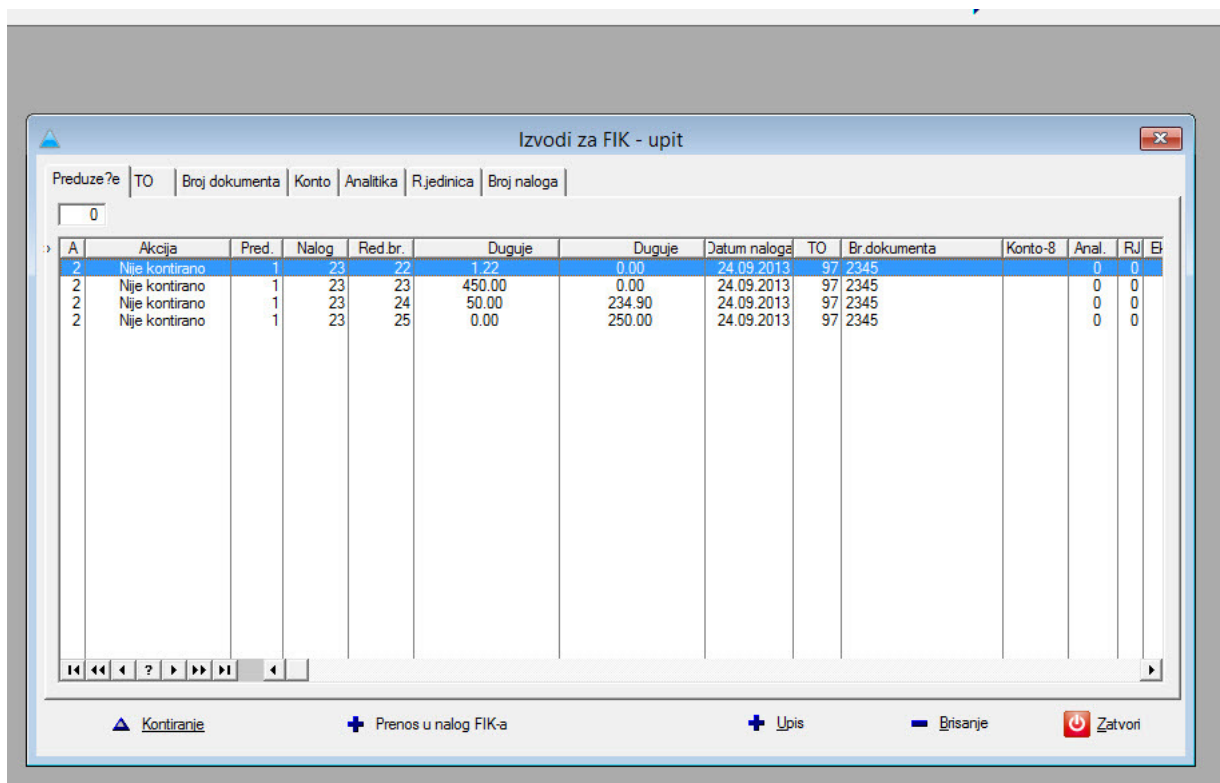 Izvodi za FIK - upit
Preduze?e TO Broj dokumenta Konto Analitika R.jedinica Broj naloga
0
A Akcija Pred. Nalog Red.br. Duguje Duguje Datum naloga TO Br.dokumenta Konto-8 Anal. RJ
2 Nije kontirano 1 23 22 1.22 0.00 24.09.2013 97 2345 0 0
2 Nije kontirano 1 23 23 450.00 0.00 24.09.2013 97 2345 0 0
2 Nije kontirano 1 23 24 50.00 234.90 24.09.2013 97 2345 0 0
2 Nije kontirano 1 23 25 0.00 250.00 24.09.2013 97 2345 0 0
?
Kontiranje Prenos u nalog FIK-a Upis Brisanje Zatvori